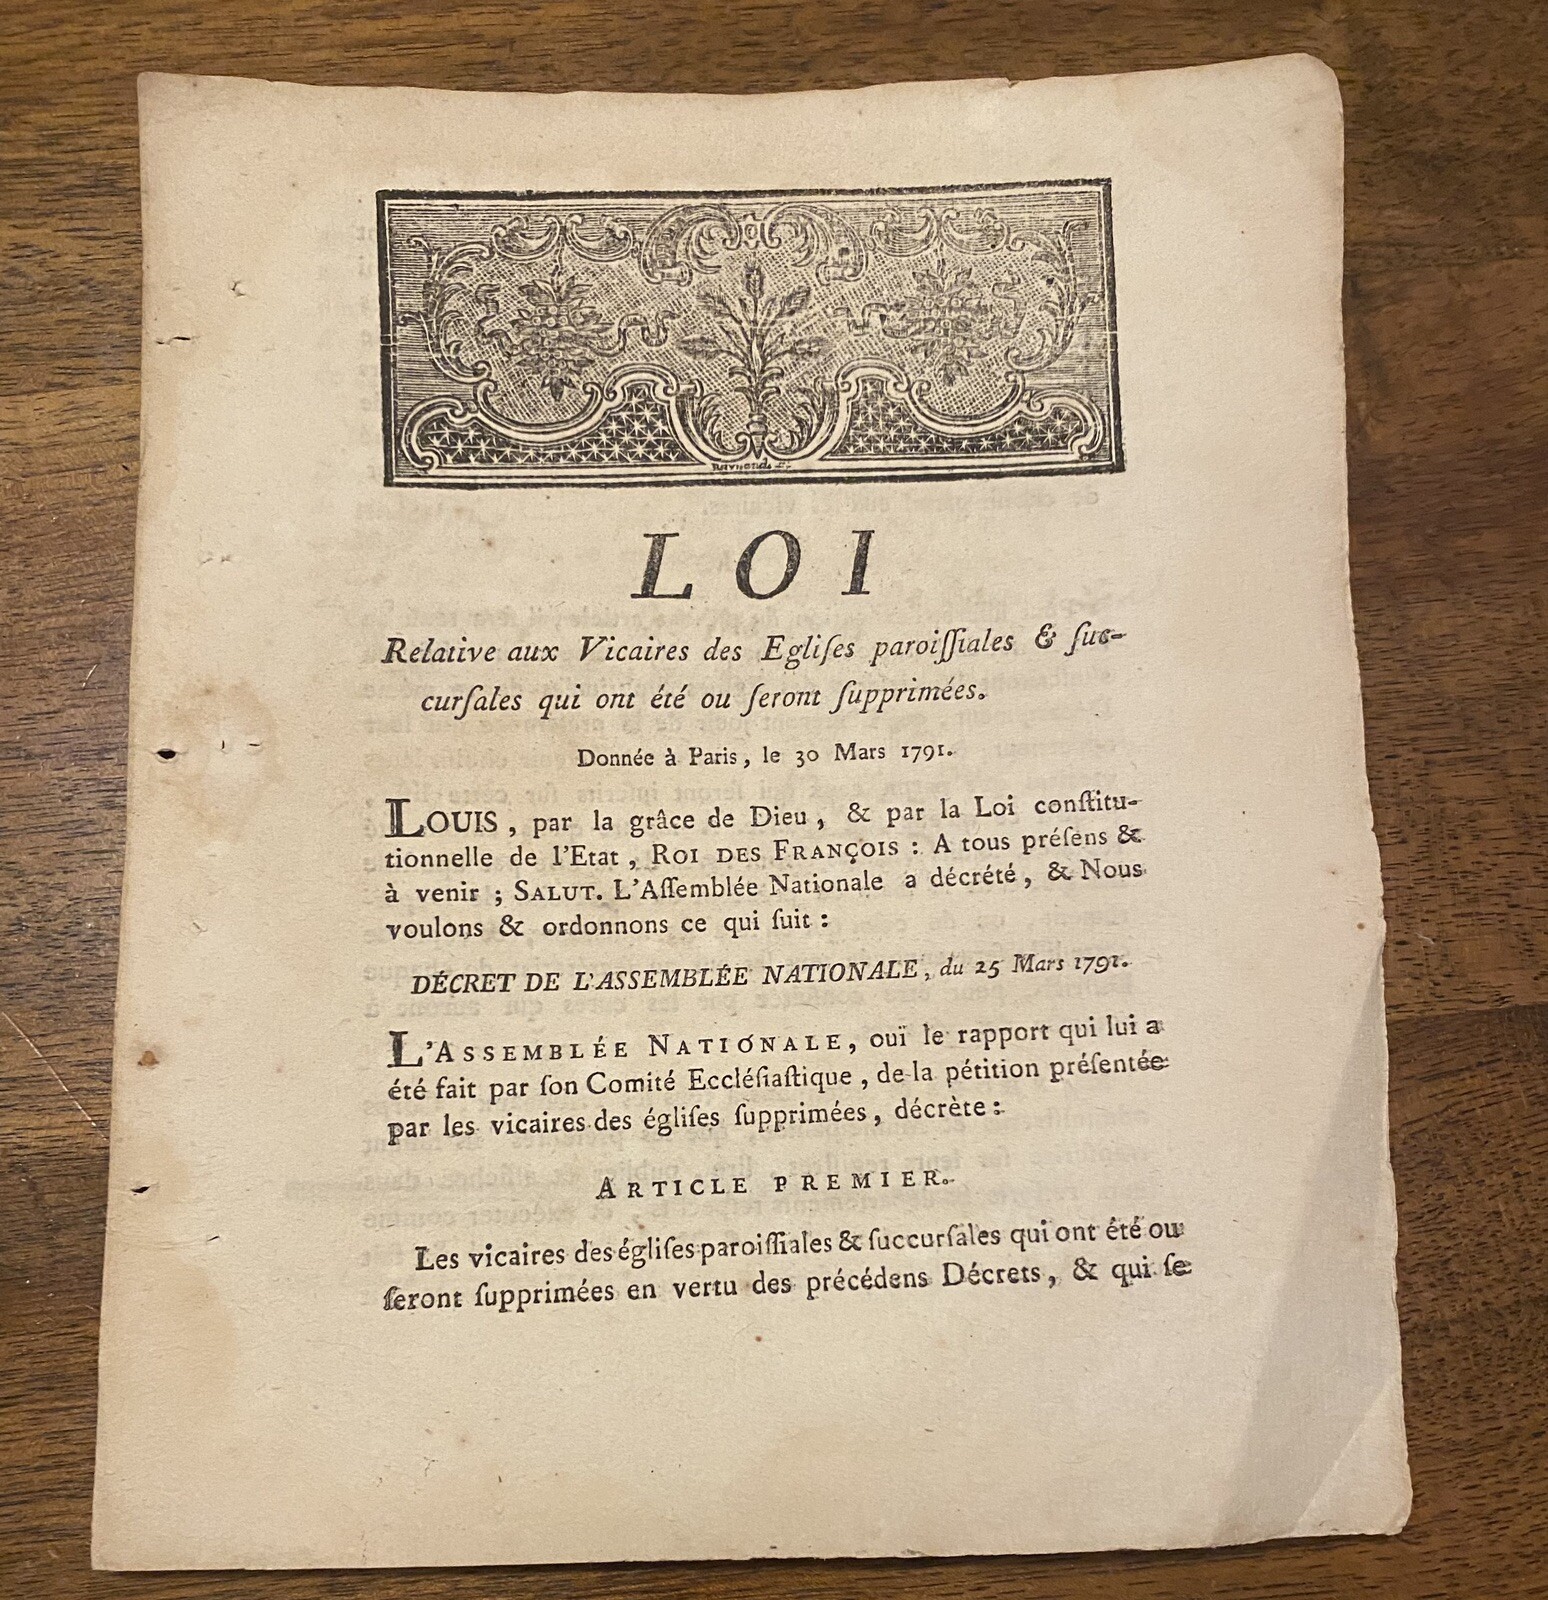 Raymond. F.
LOI
Relative aux Vicaires des Egliſes paroiſſiales & ſuc-
curſales qui ont été ou ſeront ſupprimées.
Donnée à Paris, le 30 Mars 1791.
LOUIS, par la grâce de Dieu, & par la Loi conſtitu-
tionnelle de l'Etat, ROI DES FRANÇOIS : A tous préſens &
à venir ; SALUT. L'Aſſemblée Nationale a décrété, & Nous
voulons & ordonnons ce qui ſuit :
DÉCRET DE L'ASSEMBLÉE NATIONALE, du 25 Mars 1791.
L'ASSEMBLÉE NATIONALE, ouï le rapport qui lui a
été fait par ſon Comité Eccléſiaſtique, de la pétition préſentée
par les vicaires des égliſes ſupprimées, décrète :
ARTICLE PREMIER.
Les vicaires des égliſes paroiſſiales & ſuccurſales qui ont été ou
ſeront ſupprimées en vertu des précédens Décrets, & qui ſe